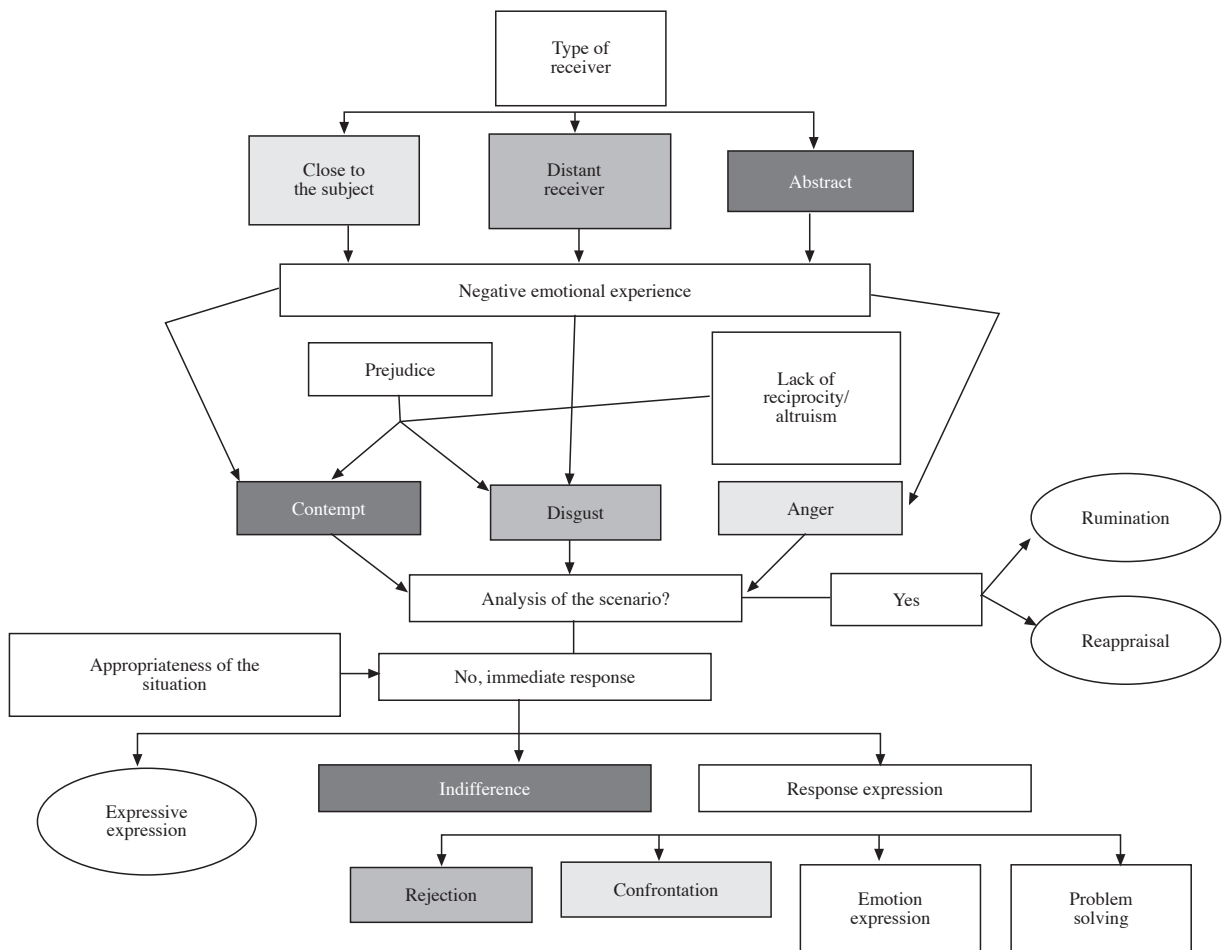 Type of
receiver
Close to
the subject
Distant
receiver
Abstract
Negative emotional experience
Prejudice
Lack of
reciprocity/
altruism
Contempt
Disgust
Anger
Rumination
Analysis of the scenario?
Yes
Reappraisal
Appropriateness of the
situation
No, immediate response
Expressive
expression
Indifference
Response expression
Rejection
Confrontation
Emotion
expression
Problem
solving